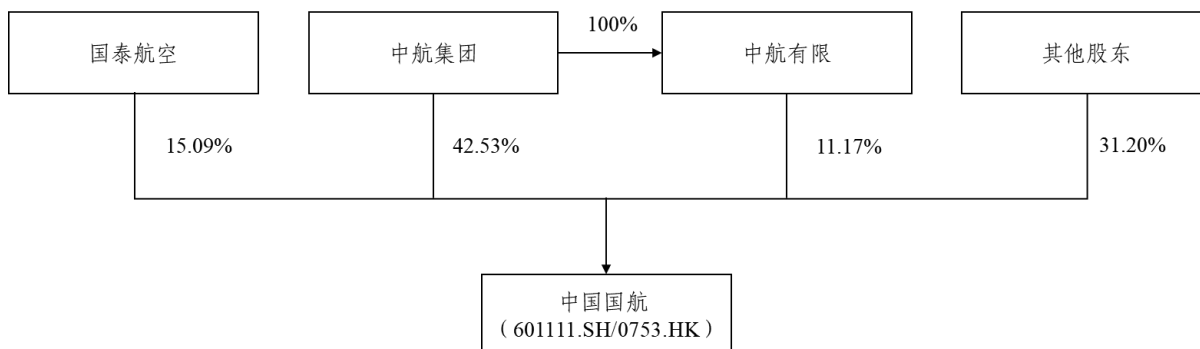 100%
国泰航空
中航集团
中航有限
其他股东
15.09%
42.53%
11.17%
31.20%
中国国航
（601111.SH/0753.HK）